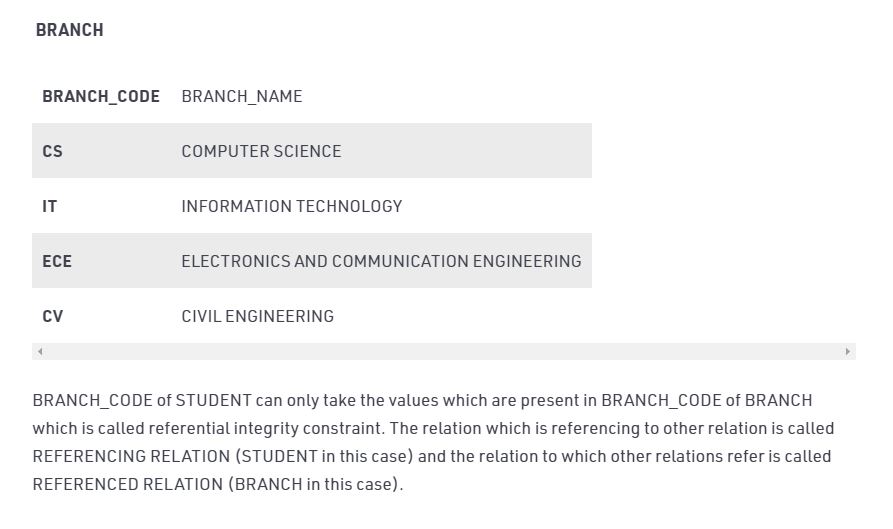 BRANCH
BRANCH_CODE BRANCH_NAME
CS COMPUTER SCIENCE
IT INFORMATION TECHNOLOGY
ECE ELECTRONICS AND COMMUNICATION ENGINEERING
CV CIVIL ENGINEERING
BRANCH_CODE of STUDENT can only take the values which are present in BRANCH_CODE of BRANCH
which is called referential integrity constraint. The relation which is referencing to other relation is called
REFERENCING RELATION (STUDENT in this case) and the relation to which other relations refer is called
REFERENCED RELATION (BRANCH in this case).